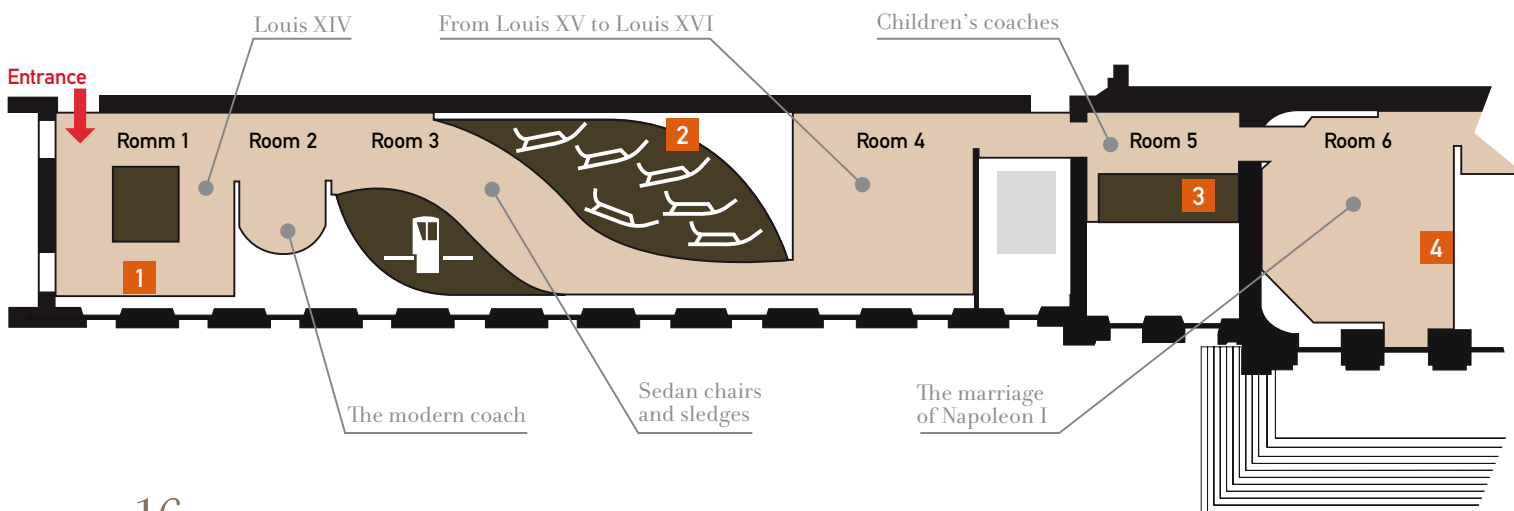 Louis XIV
From Louis XV to Louis XVI
Children’s coaches
Entrance
Romm 1
Room 2
Room 3
2
Room 4
Room 5
Room 6
3
1
4
The modern coach
Sedan chairs
and sledges
The marriage
of Napoleon I